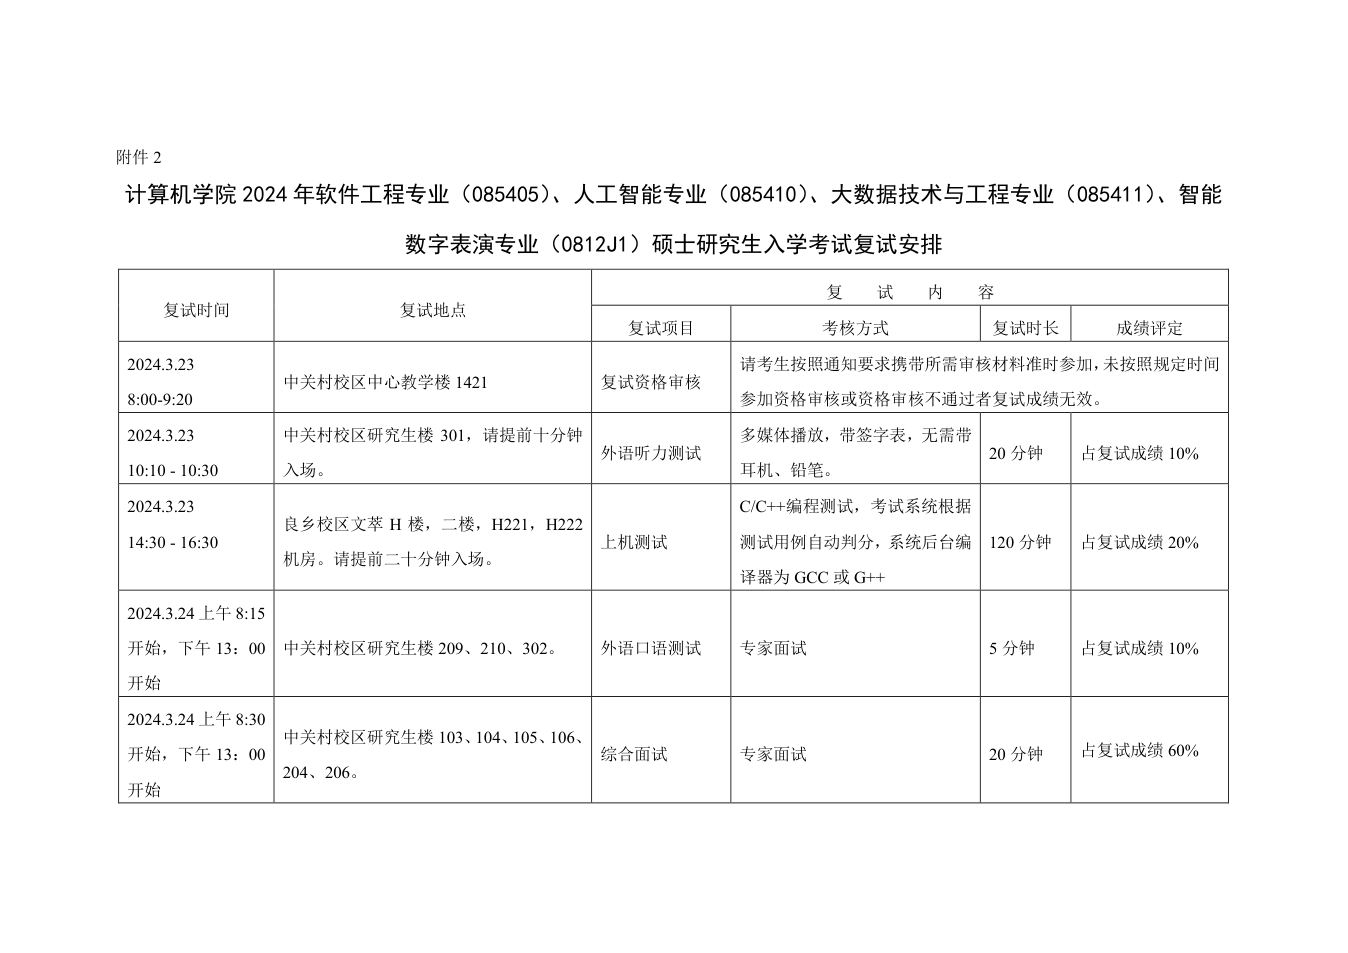 附件 2
计算机学院 2024 年软件工程专业（085405）、人工智能专业（085410）、大数据技术与工程专业（085411）、智能
数字表演专业（0812J1）硕士研究生入学考试复试安排
复试时间
复试地点
复 试 内 容
复试项目
考核方式
复试时长
成绩评定
2024.3.23
8:00-9:20
中关村校区中心教学楼 1421
复试资格审核
请考生按照通知要求携带所需审核材料准时参加，未按照规定时间
参加资格审核或资格审核不通过者复试成绩无效。
2024.3.23
10:10 - 10:30
中关村校区研究生楼 301，请提前十分钟
入场。
外语听力测试
多媒体播放，带签字表，无需带
耳机、铅笔。
20 分钟
占复试成绩 10%
2024.3.23
14:30 - 16:30
良乡校区文萃 H 楼，二楼，H221，H222
机房。请提前二十分钟入场。
上机测试
C/C++编程测试，考试系统根据
测试用例自动判分，系统后台编
译器为 GCC 或 G++
120 分钟
占复试成绩 20%
2024.3.24 上午 8:15
开始，下午 13：00
开始
中关村校区研究生楼 209、210、302。
外语口语测试
专家面试
5 分钟
占复试成绩 10%
2024.3.24 上午 8:30
开始，下午 13：00
开始
中关村校区研究生楼 103、104、105、106、
204、206。
综合面试
专家面试
20 分钟
占复试成绩 60%